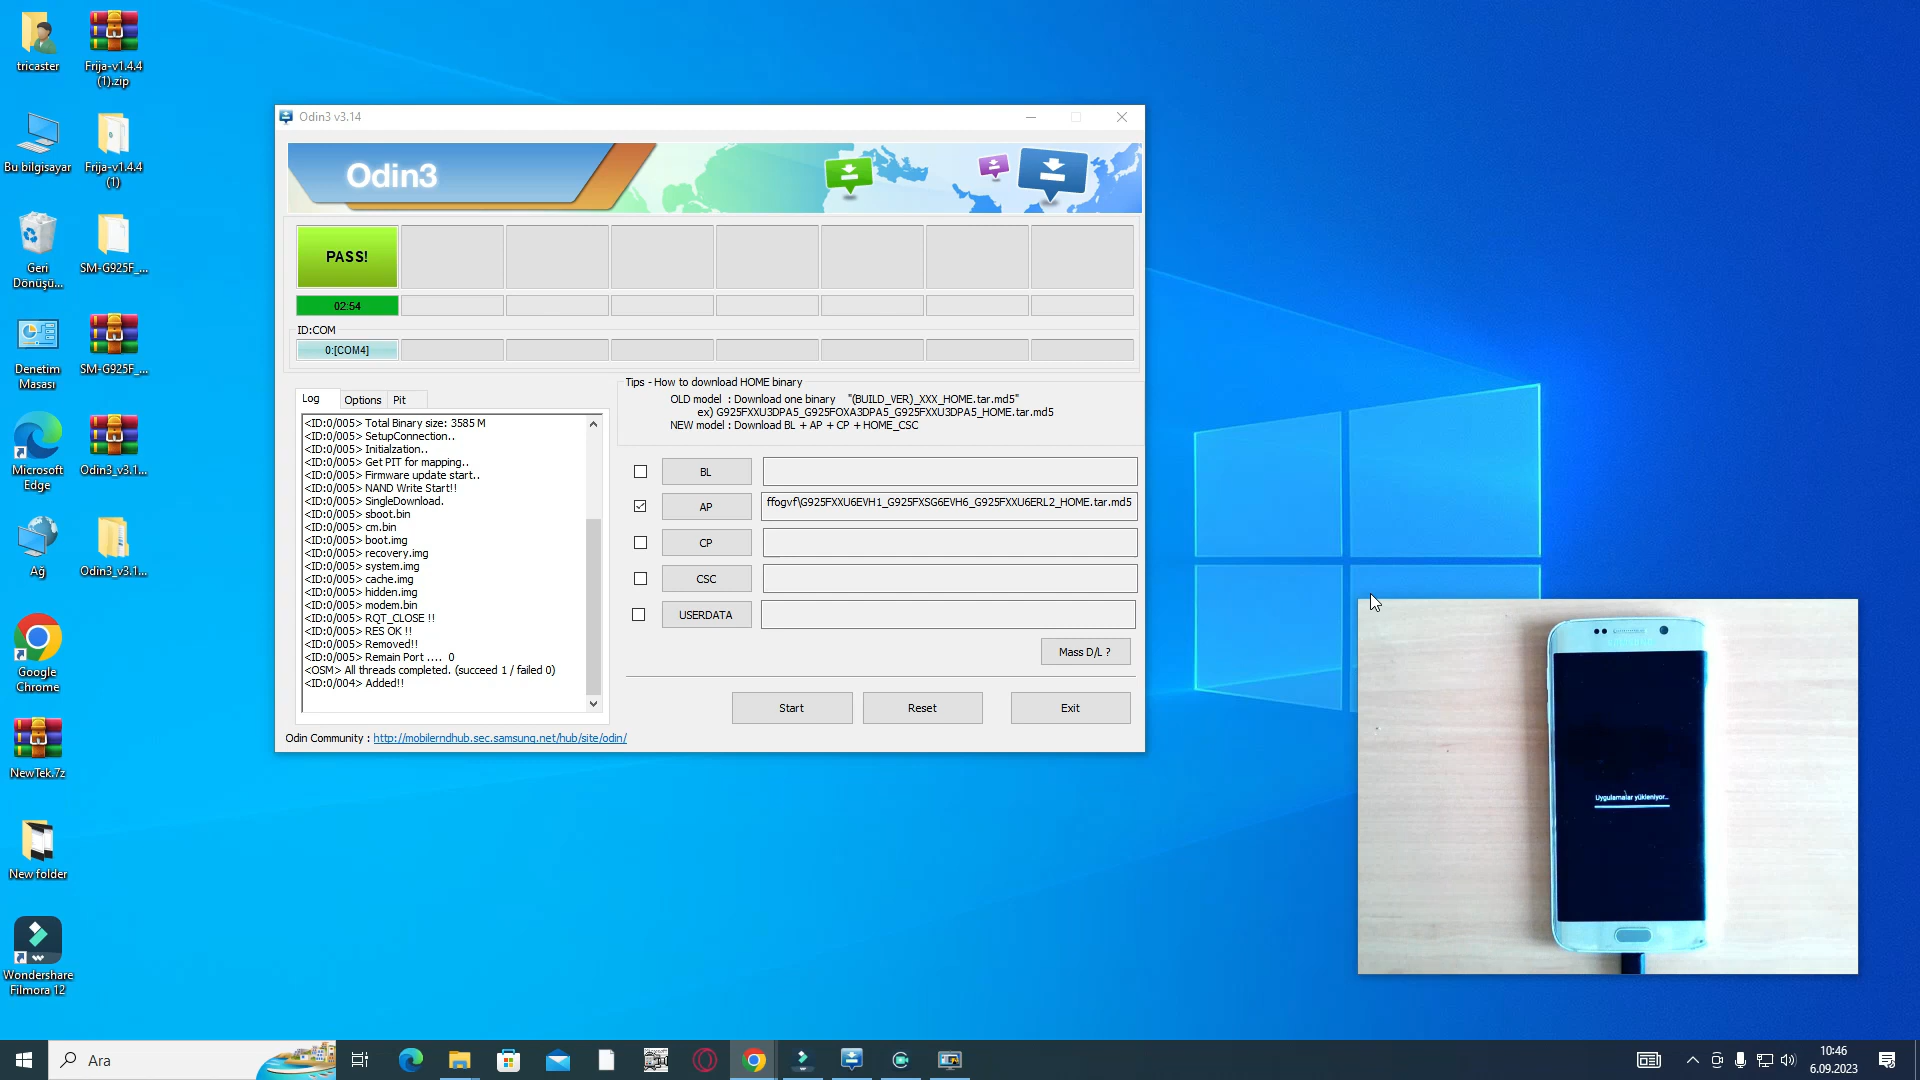 tricaster
Frija-v1.4.4
(1).zip
Bu bilgisayar
Frija-v1.4.4
(1)
Geri
Dönüşü...
SM-G925F_...
Denetim
Masası
SM-G925F_...
Microsoft
Edge
Odin3_v3.1...
Ağ
Odin3_v3.1...
Google
Chrome
NewTek.7z
New folder
Wondershare
Filmora 12
Odin3 v3.14
Odin3
PASS!
02:54
ID:COM
0:[COM4]
Log
Options
Pit
<ID:0/005> Total Binary size: 3585 M
<ID:0/005> SetupConnection..
<ID:0/005> Initialzation..
<ID:0/005> Get PIT for mapping..
<ID:0/005> Firmware update start..
<ID:0/005> NAND Write Start!!
<ID:0/005> SingleDownload.
<ID:0/005> sboot.bin
<ID:0/005> cm.bin
<ID:0/005> boot.img
<ID:0/005> recovery.img
<ID:0/005> system.img
<ID:0/005> cache.img
<ID:0/005> hidden.img
<ID:0/005> modem.bin
<ID:0/005> RQT_CLOSE !!
<ID:0/005> RES OK !!
<ID:0/005> Removed!!
<ID:0/005> Remain Port .... 0
<OSM> All threads completed. (succeed 1 / failed 0)
<ID:0/004> Added!!
Tips - How to download HOME binary
OLD model : Download one binary "(BUILD_VER)_XXX_HOME.tar.md5"
ex) G925FXXU3DPA5_G925FOXA3DPA5_G925FXXU3DPA5_HOME.tar.md5
NEW model : Download BL + AP + CP + HOME_CSC
BL
AP
ffogvf\G925FXXU6EVH1_G925FXSG6EVH6_G925FXXU6ERL2_HOME.tar.md5
CP
CSC
USERDATA
Mass D/L ?
Start
Reset
Exit
Odin Community : http://mobilerndhub.sec.samsung.net/hub/site/odin/
Uygulamalar yükleniyor...
Ara
10:46
6.09.2023